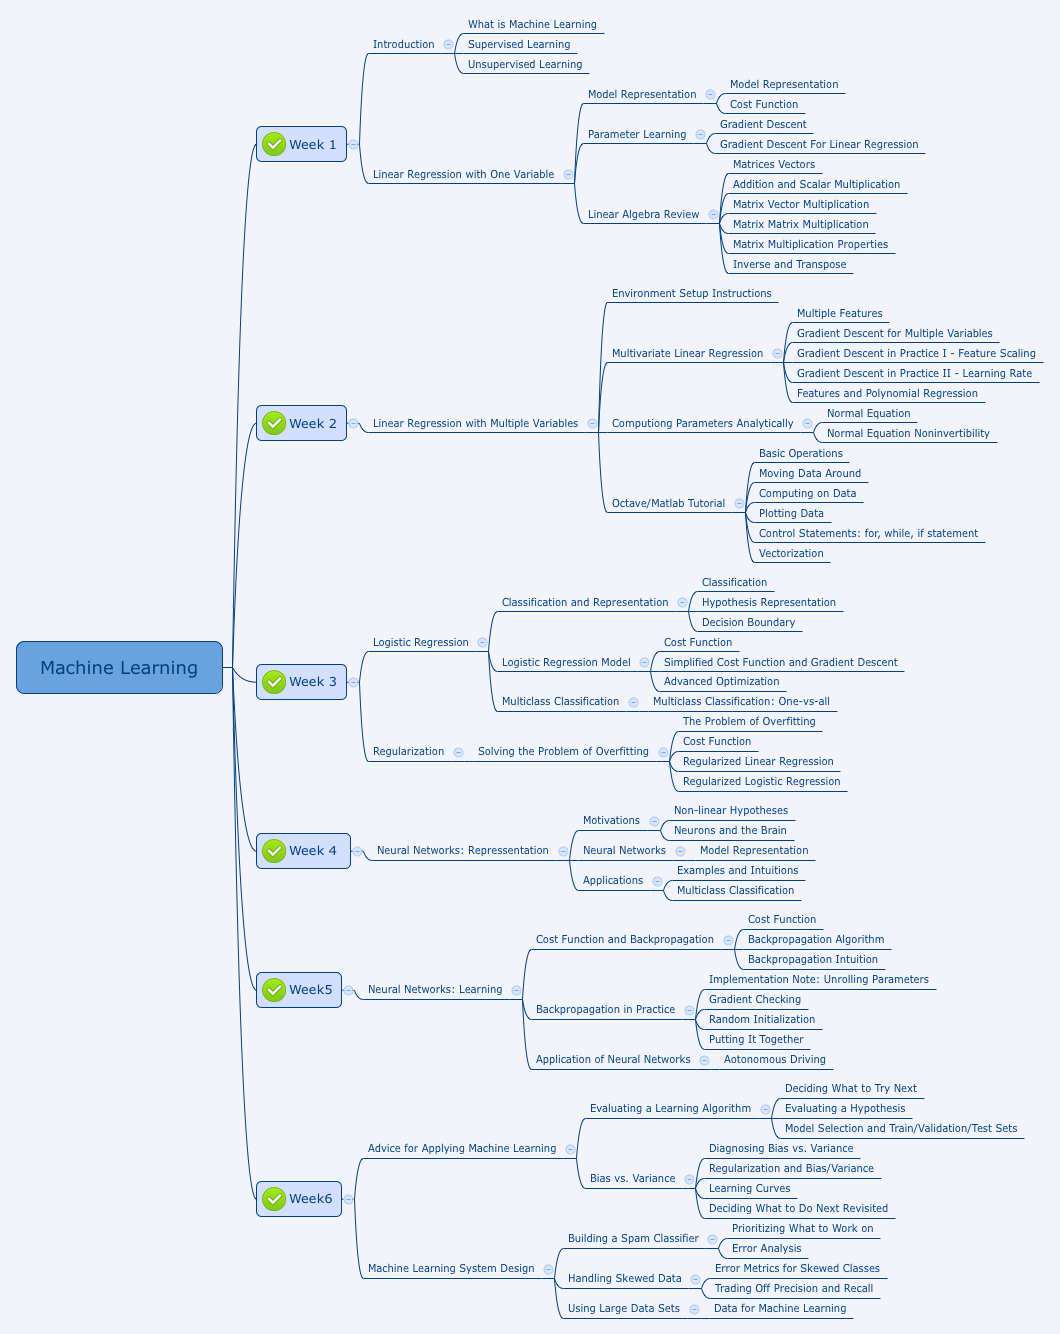 Machine Learning
Week 1
Introduction
What is Machine Learning
Supervised Learning
Unsupervised Learning
Linear Regression with One Variable
Model Representation
Model Representation
Cost Function
Parameter Learning
Gradient Descent
Gradient Descent For Linear Regression
Linear Algebra Review
Matrices Vectors
Addition and Scalar Multiplication
Matrix Vector Multiplication
Matrix Matrix Multiplication
Matrix Multiplication Properties
Inverse and Transpose
Week 2
Linear Regression with Multiple Variables
Environment Setup Instructions
Multivariate Linear Regression
Multiple Features
Gradient Descent for Multiple Variables
Gradient Descent in Practice I - Feature Scaling
Gradient Descent in Practice II - Learning Rate
Features and Polynomial Regression
Computiong Parameters Analytically
Normal Equation
Normal Equation Noninvertibility
Octave/Matlab Tutorial
Basic Operations
Moving Data Around
Computing on Data
Plotting Data
Control Statements: for, while, if statement
Vectorization
Week 3
Logistic Regression
Classification and Representation
Classification
Hypothesis Representation
Decision Boundary
Logistic Regression Model
Cost Function
Simplified Cost Function and Gradient Descent
Advanced Optimization
Multiclass Classification
Multiclass Classification: One-vs-all
Regularization
Solving the Problem of Overfitting
The Problem of Overfitting
Cost Function
Regularized Linear Regression
Regularized Logistic Regression
Week 4
Neural Networks: Repressentation
Motivations
Non-linear Hypotheses
Neurons and the Brain
Neural Networks
Model Representation
Applications
Examples and Intuitions
Multiclass Classification
Week5
Neural Networks: Learning
Cost Function and Backpropagation
Cost Function
Backpropagation Algorithm
Backpropagation Intuition
Backpropagation in Practice
Implementation Note: Unrolling Parameters
Gradient Checking
Random Initialization
Putting It Together
Application of Neural Networks
Aotonomous Driving
Week6
Advice for Applying Machine Learning
Evaluating a Learning Algorithm
Deciding What to Try Next
Evaluating a Hypothesis
Model Selection and Train/Validation/Test Sets
Bias vs. Variance
Diagnosing Bias vs. Variance
Regularization and Bias/Variance
Learning Curves
Deciding What to Do Next Revisited
Machine Learning System Design
Building a Spam Classifier
Prioritizing What to Work on
Error Analysis
Handling Skewed Data
Error Metrics for Skewed Classes
Trading Off Precision and Recall
Using Large Data Sets
Data for Machine Learning